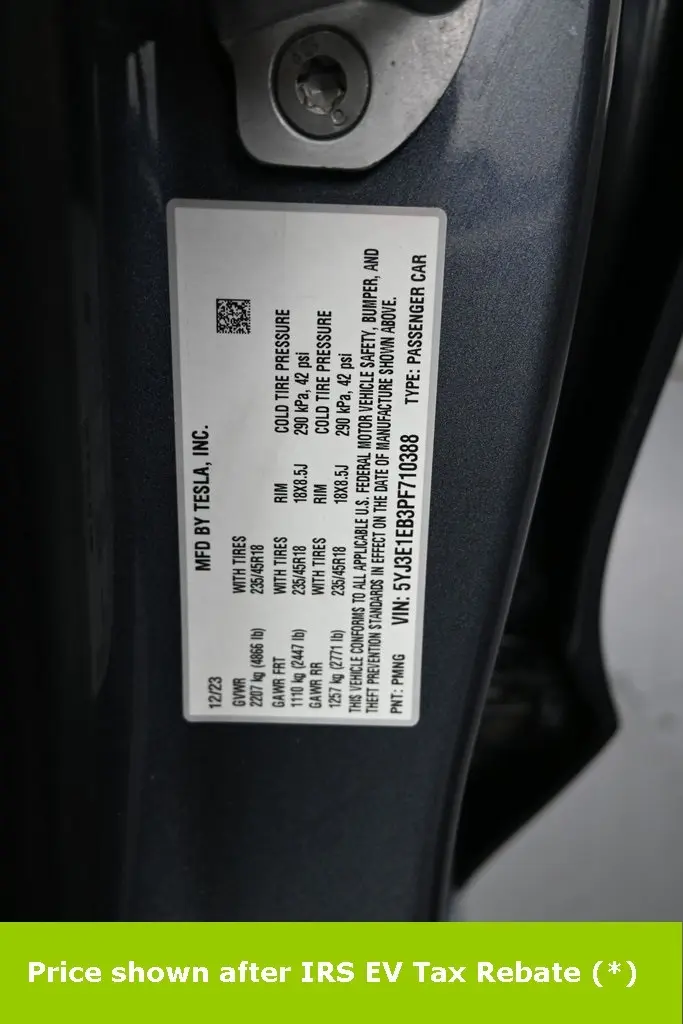 MFD BY TESLA, INC.
12/23
GVWR WITH TIRES
2207 kg (4866 lb) 235/45R18
GAWR FRT WITH TIRES RIM COLD TIRE PRESSURE
1110 kg (2447 lb) 235/45R18 18X8.5J 290 kPa, 42 psi
GAWR RR WITH TIRES RIM COLD TIRE PRESSURE
1257 kg (2771 lb) 235/45R18 18X8.5J 290 kPa, 42 psi
THIS VEHICLE CONFORMS TO ALL APPLICABLE U.S. FEDERAL MOTOR VEHICLE SAFETY, BUMPER, AND
THEFT PREVENTION STANDARDS IN EFFECT ON THE DATE OF MANUFACTURE SHOWN ABOVE.
PNT: PMNG VIN: 5YJ3E1EB3PF710388 TYPE: PASSENGER CAR
Price shown after IRS EV Tax Rebate (*)